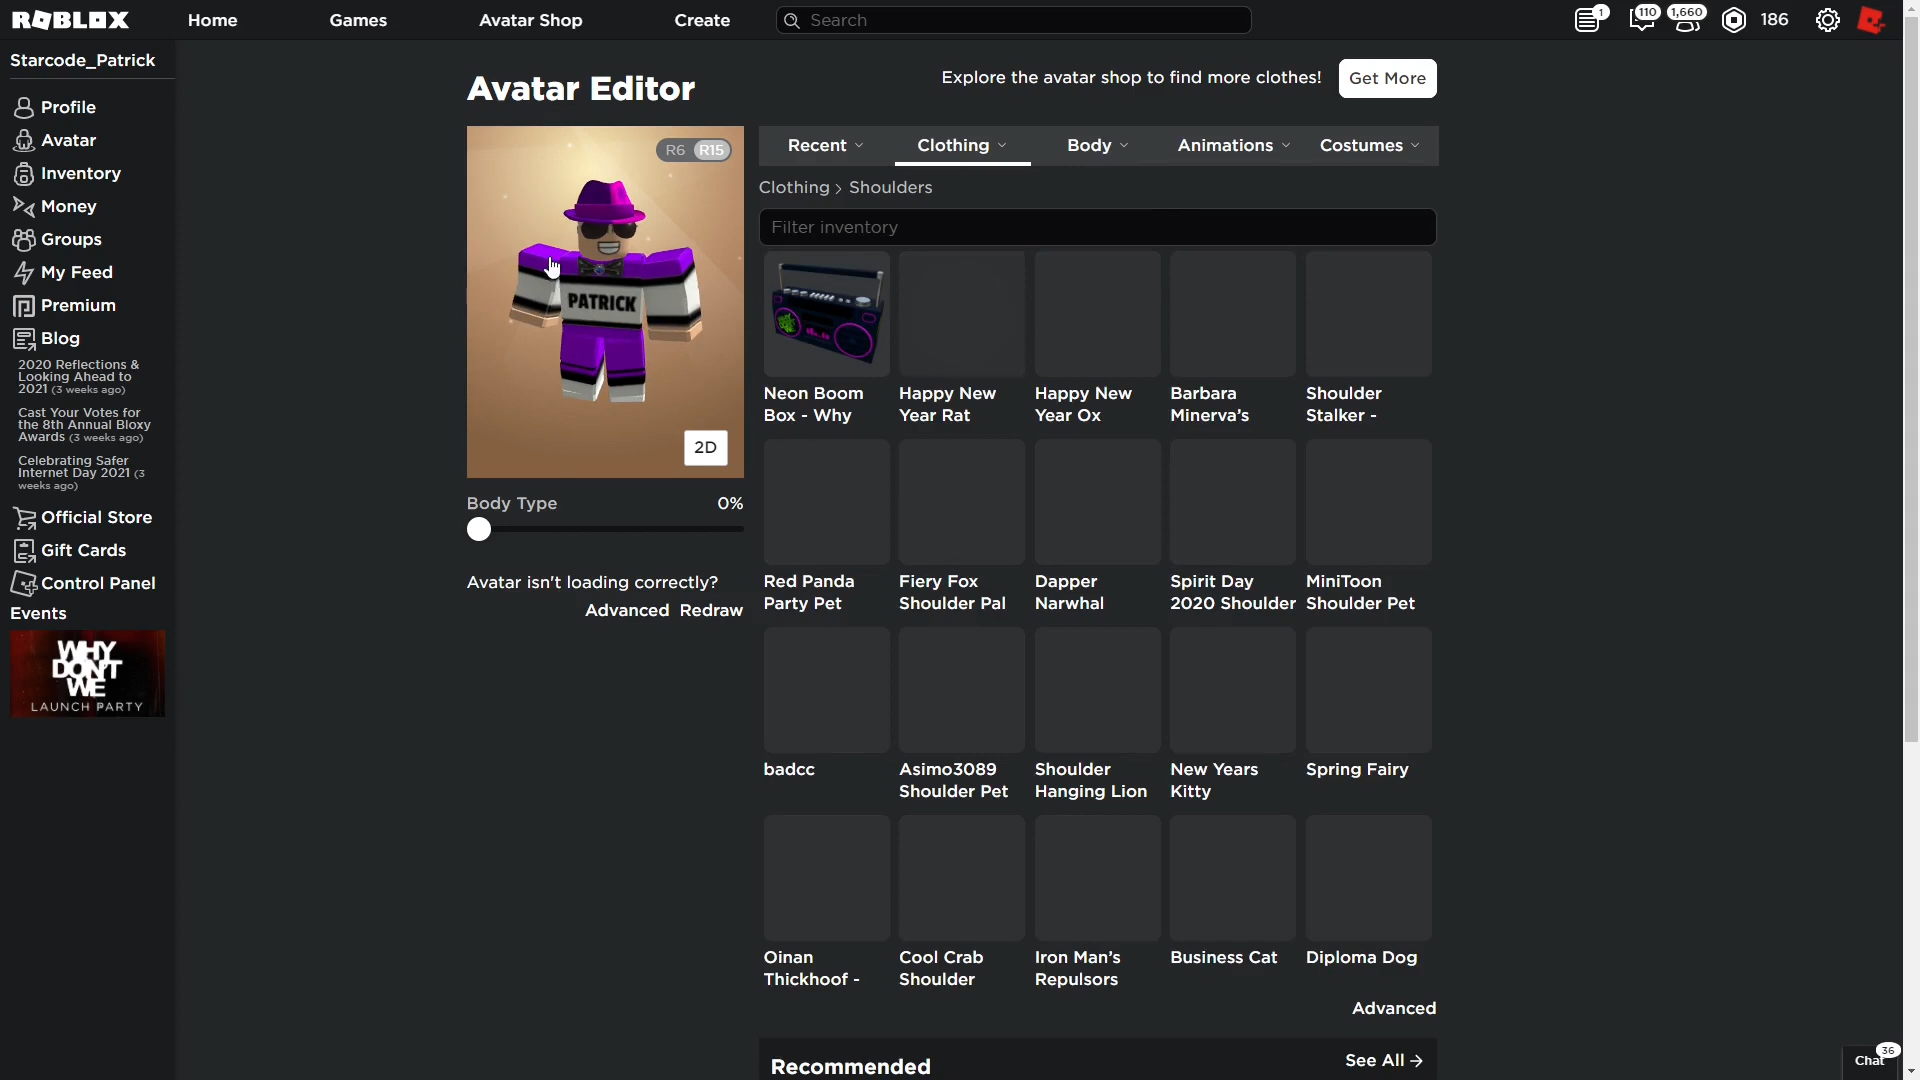 ROBLOX
Home
Games
Avatar Shop
Create
Search
1
110
1,660
186
Starcode_Patrick
Profile
Avatar
Inventory
Money
Groups
My Feed
Premium
Blog
2020 Reflections &
Looking Ahead to
2021 (3 weeks ago)
Cast Your Votes for
the 8th Annual Bloxy
Awards (3 weeks ago)
Celebrating Safer
Internet Day 2021 (3
weeks ago)
Official Store
Gift Cards
Control Panel
Events
WHY
DON'T
WE
LAUNCH PARTY
Avatar Editor
Explore the avatar shop to find more clothes!
Get More
R6 R15
PATRICK
2D
Body Type 0%
Avatar isn't loading correctly?
Advanced Redraw
Recent
Clothing
Body
Animations
Costumes
Clothing > Shoulders
Filter inventory
Neon Boom
Box - Why
Happy New
Year Rat
Happy New
Year Ox
Barbara
Minerva's
Shoulder
Stalker -
Red Panda
Party Pet
Fiery Fox
Shoulder Pal
Dapper
Narwhal
Spirit Day
2020 Shoulder
MiniToon
Shoulder Pet
badcc
Asimo3089
Shoulder Pet
Shoulder
Hanging Lion
New Years
Kitty
Spring Fairy
Oinan
Thickhoof -
Cool Crab
Shoulder
Iron Man's
Repulsors
Business Cat
Diploma Dog
Advanced
Recommended
See All →
Chat
36